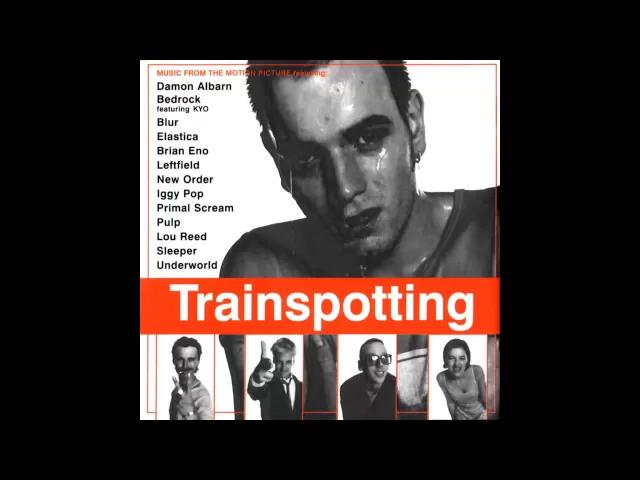 MUSIC FROM THE MOTION PICTURE featuring:
Damon Albarn
Bedrock
featuring KYO
Blur
Elastica
Brian Eno
Leftfield
New Order
Iggy Pop
Primal Scream
Pulp
Lou Reed
Sleeper
Underworld
Trainspotting